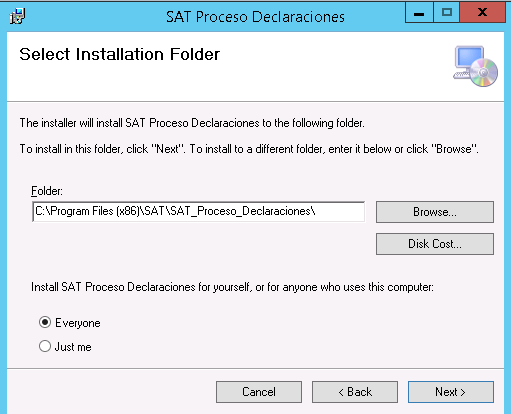 SAT Proceso Declaraciones
Select Installation Folder
The installer will install SAT Proceso Declaraciones to the following folder.
To install in this folder, click "Next". To install to a different folder, enter it below or click "Browse".
Folder:
C:\Program Files (x86)\SAT\SAT_Proceso_Declaraciones\
Browse...
Disk Cost...
Install SAT Proceso Declaraciones for yourself, or for anyone who uses this computer:
Everyone
Just me
Cancel
< Back
Next >